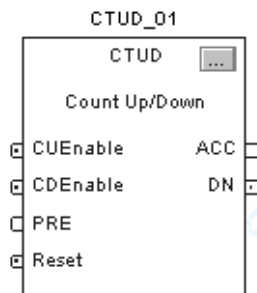 CTUD_01
CTUD ...
Count Up/Down
CUEnable ACC
CDEnable DN
PRE
Reset